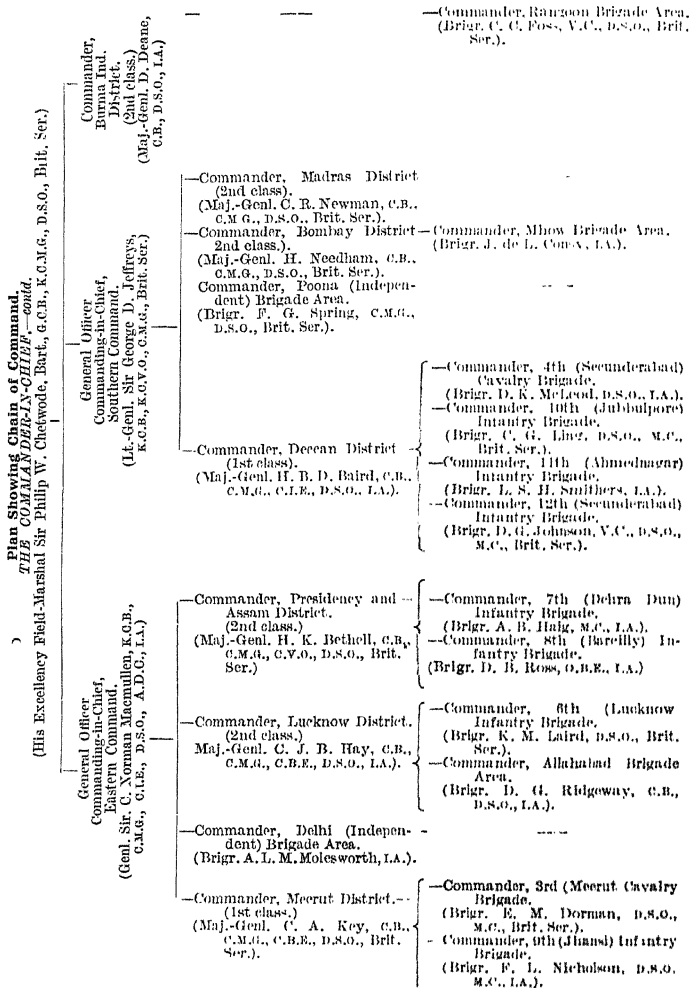 Plan Showing Chain of Command.
THE COMMANDER-IN-CHIEF.—contd.
(His Excellency Field-Marshal Sir Philip W. Chetwode, Bart., G.C.B., K.C.M.G., D.S.O., Brit. Ser.)
Commander,
Burma Ind.
District.
(2nd class.)
(Maj.-Genl. D. Deane,
C.B., D.S.O., I.A.)
—Commander, Rangoon Brigade Area.
(Brigr. C. C. Foss, V.C., D.S.O., Brit.
Ser.).
General Officer
Commanding-in-Chief,
Southern Command.
(Lt.-Genl. Sir George D. Jeffreys,
K.C.B., K.C.V.O., C.M.G., Brit. Ser.)
—Commander, Madras District
(2nd class).
(Maj.-Genl. C. R. Newman, C.B.,
C.M.G., D.S.O., Brit. Ser.).
—Commander, Bombay District
2nd class.).
(Maj.-Genl. H. Needham, C.B.,
C.M.G., D.S.O., Brit. Ser.).
—Commander, Mhow Brigade Area.
(Brigr. J. de L. I.A.).
Commander, Poona (Indepen-
dent) Brigade Area.
(Brigr. F. G. Spring, C.M.G.,
D.S.O., Brit. Ser.).
—Commander, Deccan District
(1st class).
(Maj.-Genl. H. B. D. Baird, C.B.,
C.M.G., C.I.E., D.S.O., I.A.).
—Commander, 4th (Secunderabad)
Cavalry Brigade.
(Brigr. D. K. McLeod, D.S.O., I.A.).
—Commander, 10th (Jubbulpore)
Infantry Brigade.
(Brigr. C. G. Ling, D.S.O., M.C.,
Brit. Ser.).
—Commander, 11th (Ahmednagar)
Infantry Brigade.
(Brigr. L. S. H. Smithers, I.A.).
—Commander, 12th (Secunderabad)
Infantry Brigade.
(Brigr. D. G. Johnson, V.C., D.S.O.,
M.C., Brit. Ser.).
General Officer
Commanding-in-Chief,
Eastern Command.
(Genl. Sir. C. Norman Macmullen, K.C.B.,
C.M.G., C.I.E., D.S.O., A.D.C., I.A.)
—Commander, Presidency and
Assam District.
(2nd class.)
(Maj.-Genl. H. K. Bethell, C.B.,
C.M.G., C.V.O., D.S.O., Brit.
Ser.)
—Commander, 7th (Dehra Dun)
Infantry Brigade.
(Brigr. A. B. Haig, M.C., I.A.).
—Commander, 8th (Bareilly) In-
fantry Brigade.
(Brigr. D. B. Ross, O.B.E., I.A.)
—Commander, Lucknow District.
(2nd class.)
Maj.-Genl. C. J. B. Hay, C.B.,
C.M.G., C.B.E., D.S.O., I.A.).
—Commander, 6th (Lucknow
Infantry Brigade.
(Brigr. K. M. Laird, D.S.O., Brit.
Ser.).
—Commander, Allahabad Brigade
Area.
(Brigr. D. G. Ridgeway, C.B.,
D.S.O., I.A.).
—Commander, Delhi (Indepen-
dent) Brigade Area.
(Brigr. A. L. M. Molesworth, I.A.).
—Commander, Meerut District.
(1st class.)
(Maj.-Genl. C. A. Key, C.B.,
C.M.G., C.B.E., D.S.O., Brit.
Ser.).
—Commander, 3rd (Meerut Cavalry
Brigade.
(Brigr. E. M. Dorman, D.S.O.,
M.C., Brit. Ser.).
- Commander, 9th (Jhansi) Infantry
Brigade.
(Brigr. F. L. Nicholson, D.S.O.
M.C., I.A.).